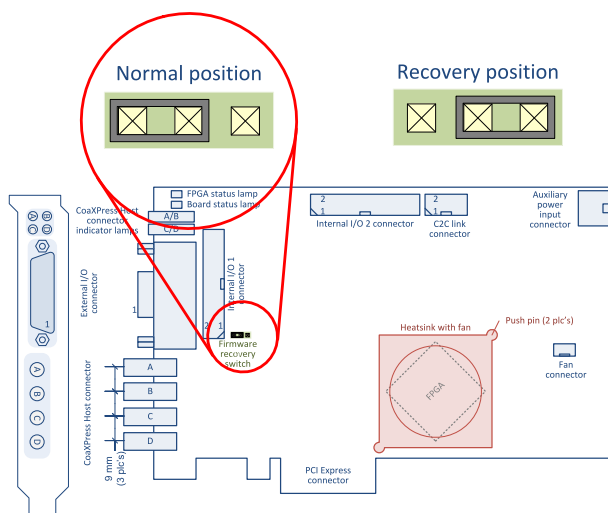 Normal position
Recovery position
FPGA status lamp
Board status lamp
CoaXPress Host
connector
indicator lamps
A/B
C/D
2
1
Internal I/O 2 connector
2
1
C2C link
connector
Auxiliary
power
input
connector
B D
A C
1
External I/O
connector
1
Internal I/O 1
connector
2 1
Firmware
recovery
switch
Heatsink with fan
Push pin (2 plc's)
FPGA
Fan
connector
A
B
C
D
CoaXPress Host connector
A
B
C
D
9 mm
(3 plc's)
PCI Express
connector